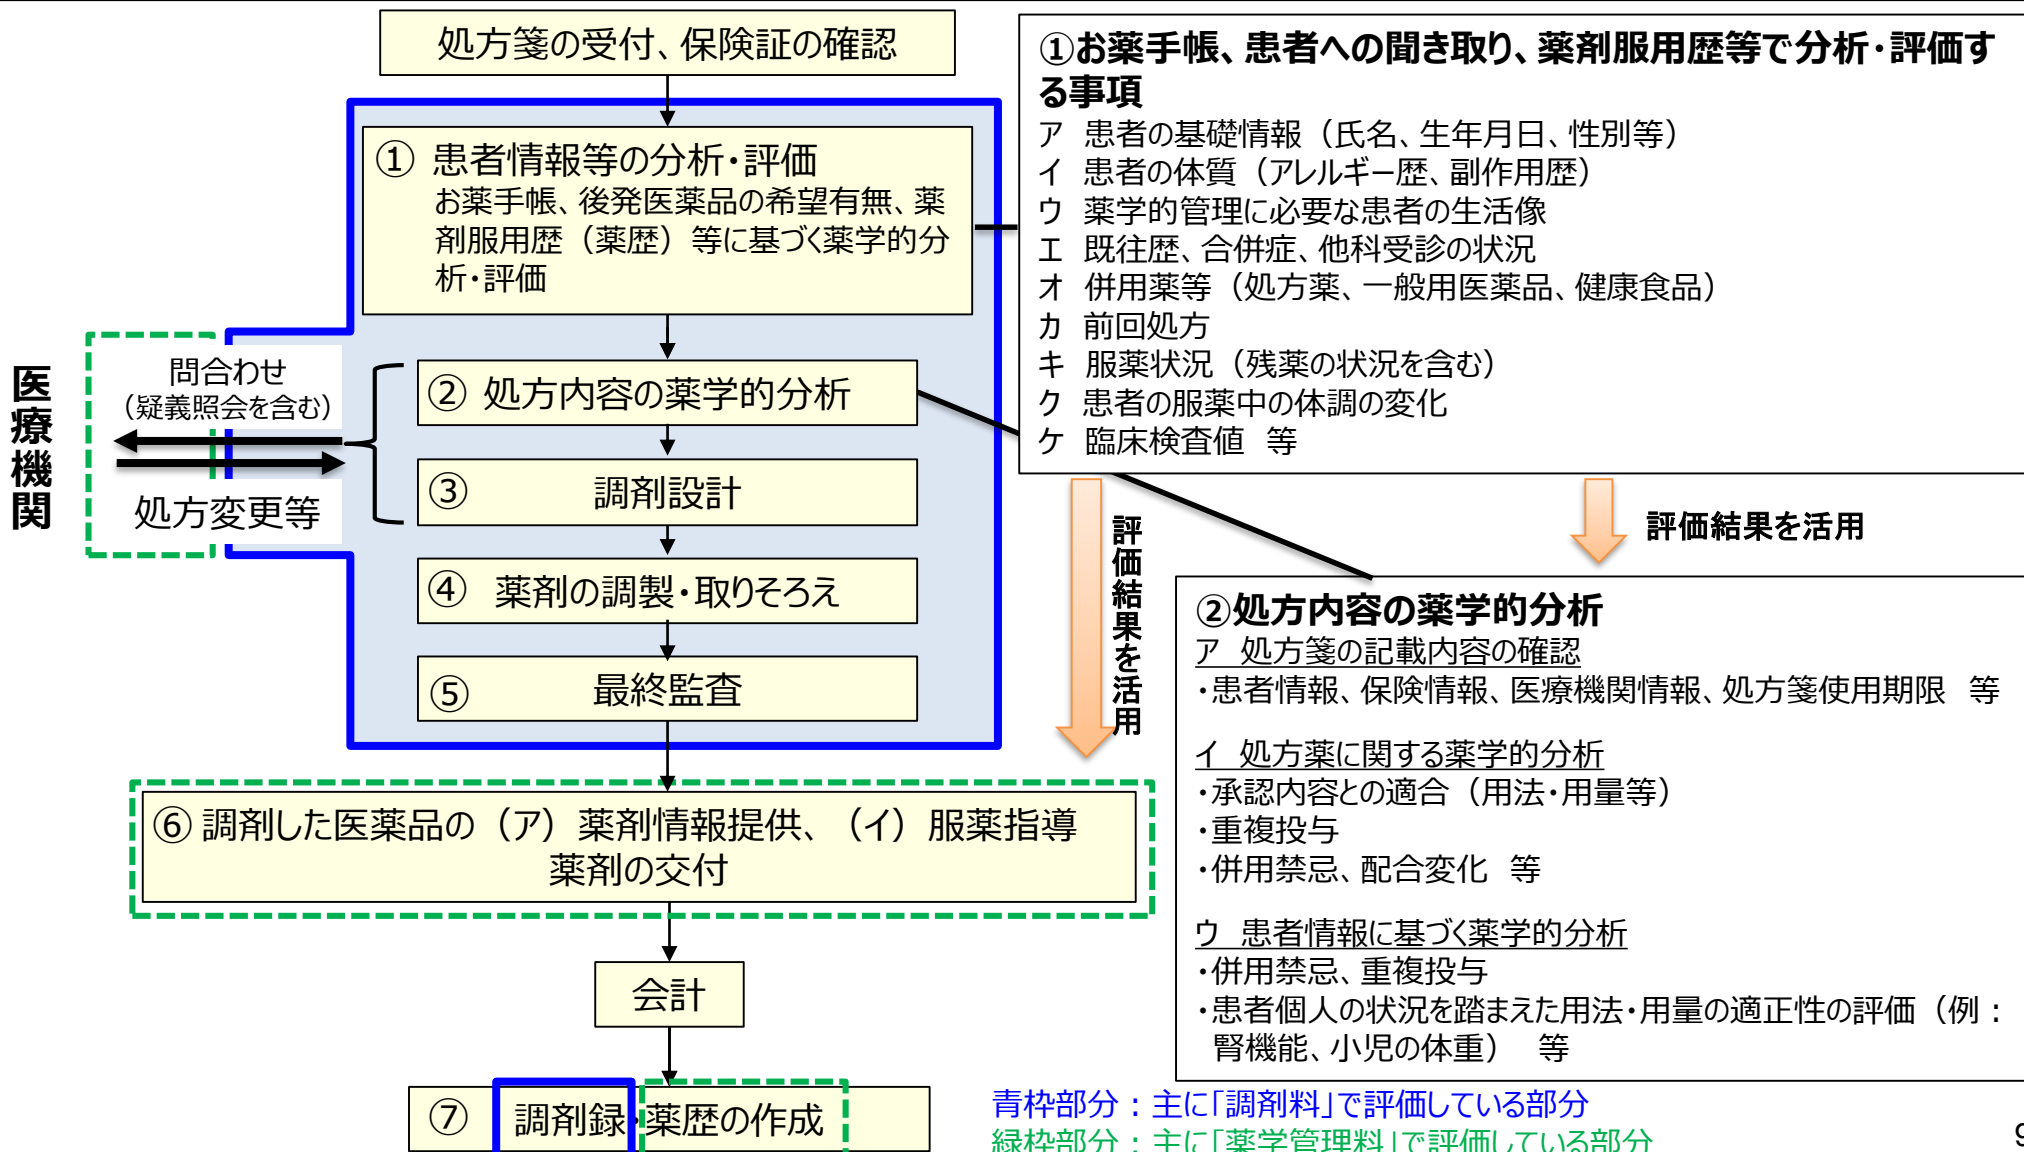 処方箋の受付、保険証の確認
① 患者情報等の分析・評価
お薬手帳、後発医薬品の希望有無、薬
剤服用歴（薬歴）等に基づく薬学的分
析・評価
医療機関
問合わせ
（疑義照会を含む）
処方変更等
② 処方内容の薬学的分析
③ 調剤設計
④ 薬剤の調製・取りそろえ
⑤ 最終監査
⑥ 調剤した医薬品の（ア）薬剤情報提供、（イ）服薬指導
薬剤の交付
会計
⑦ 調剤録・薬歴の作成
①お薬手帳、患者への聞き取り、薬剤服用歴等で分析・評価す
る事項
ア 患者の基礎情報（氏名、生年月日、性別等）
イ 患者の体質（アレルギー歴、副作用歴）
ウ 薬学的管理に必要な患者の生活像
エ 既往歴、合併症、他科受診の状況
オ 併用薬等（処方薬、一般用医薬品、健康食品）
カ 前回処方
キ 服薬状況（残薬の状況を含む）
ク 患者の服薬中の体調の変化
ケ 臨床検査値 等
評価結果を活用
評価結果を活用
②処方内容の薬学的分析
ア 処方箋の記載内容の確認
・患者情報、保険情報、医療機関情報、処方箋使用期限 等
イ 処方薬に関する薬学的分析
・承認内容との適合（用法・用量等）
・重複投与
・併用禁忌、配合変化 等
ウ 患者情報に基づく薬学的分析
・併用禁忌、重複投与
・患者個人の状況を踏まえた用法・用量の適正性の評価（例：
腎機能、小児の体重） 等
青枠部分：主に「調剤料」で評価している部分
緑枠部分：主に「薬学管理料」で評価している部分
9